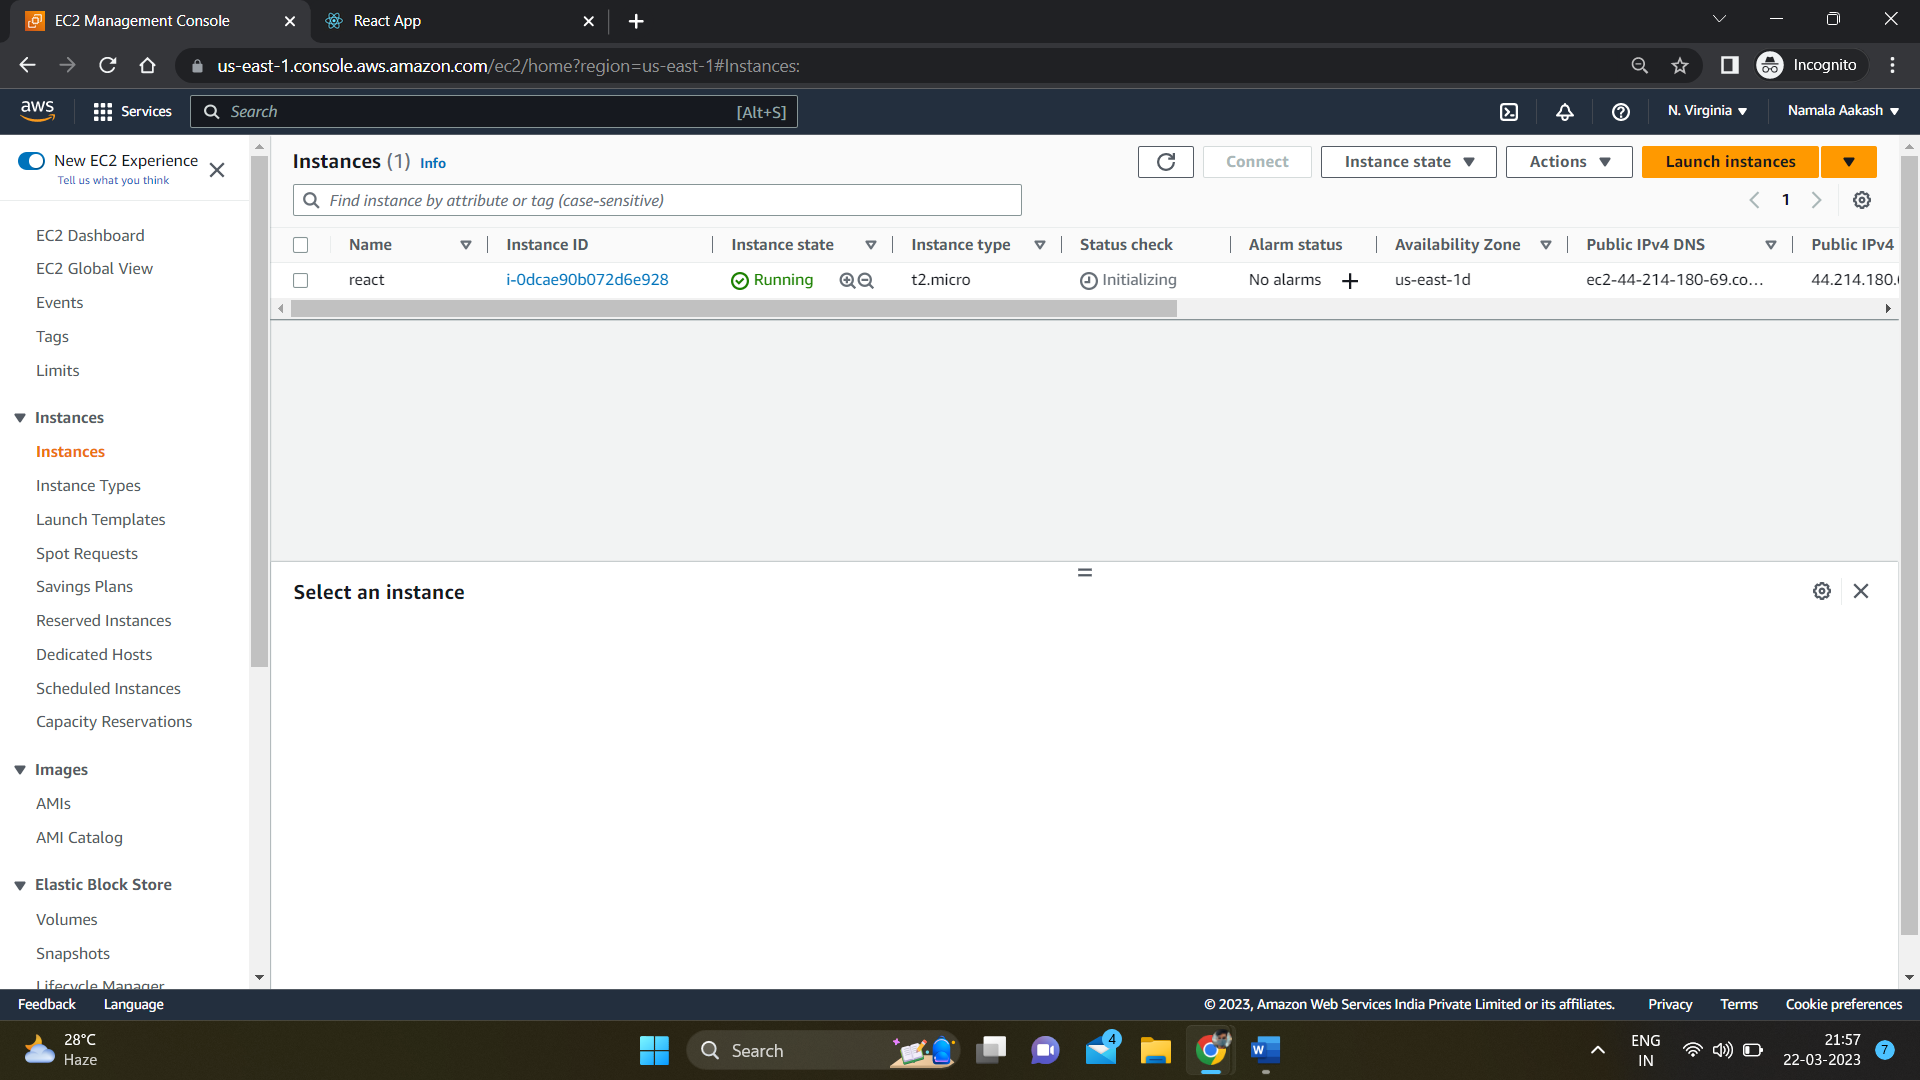 EC2 Management Console
React App
us-east-1.console.aws.amazon.com/ec2/home?region=us-east-1#Instances:
Incognito
aws
Services
Search
[Alt+S]
N. Virginia
Namala Aakash
New EC2 Experience
Tell us what you think
EC2 Dashboard
EC2 Global View
Events
Tags
Limits
Instances
Instances
Instance Types
Launch Templates
Spot Requests
Savings Plans
Reserved Instances
Dedicated Hosts
Scheduled Instances
Capacity Reservations
Images
AMIs
AMI Catalog
Elastic Block Store
Volumes
Snapshots
Lifecycle Manager
Instances (1) Info
Connect
Instance state
Actions
Launch instances
Find instance by attribute or tag (case-sensitive)
1
Name Instance ID Instance state Instance type Status check Alarm status Availability Zone Public IPv4 DNS Public IPv4
react i-0dcae90b072d6e928 Running t2.micro Initializing No alarms us-east-1d ec2-44-214-180-69.co... 44.214.180.
Select an instance
Feedback Language © 2023, Amazon Web Services India Private Limited or its affiliates. Privacy Terms Cookie preferences
28°C
Haze
Search
4
W
ENG
IN
21:57
22-03-2023
7